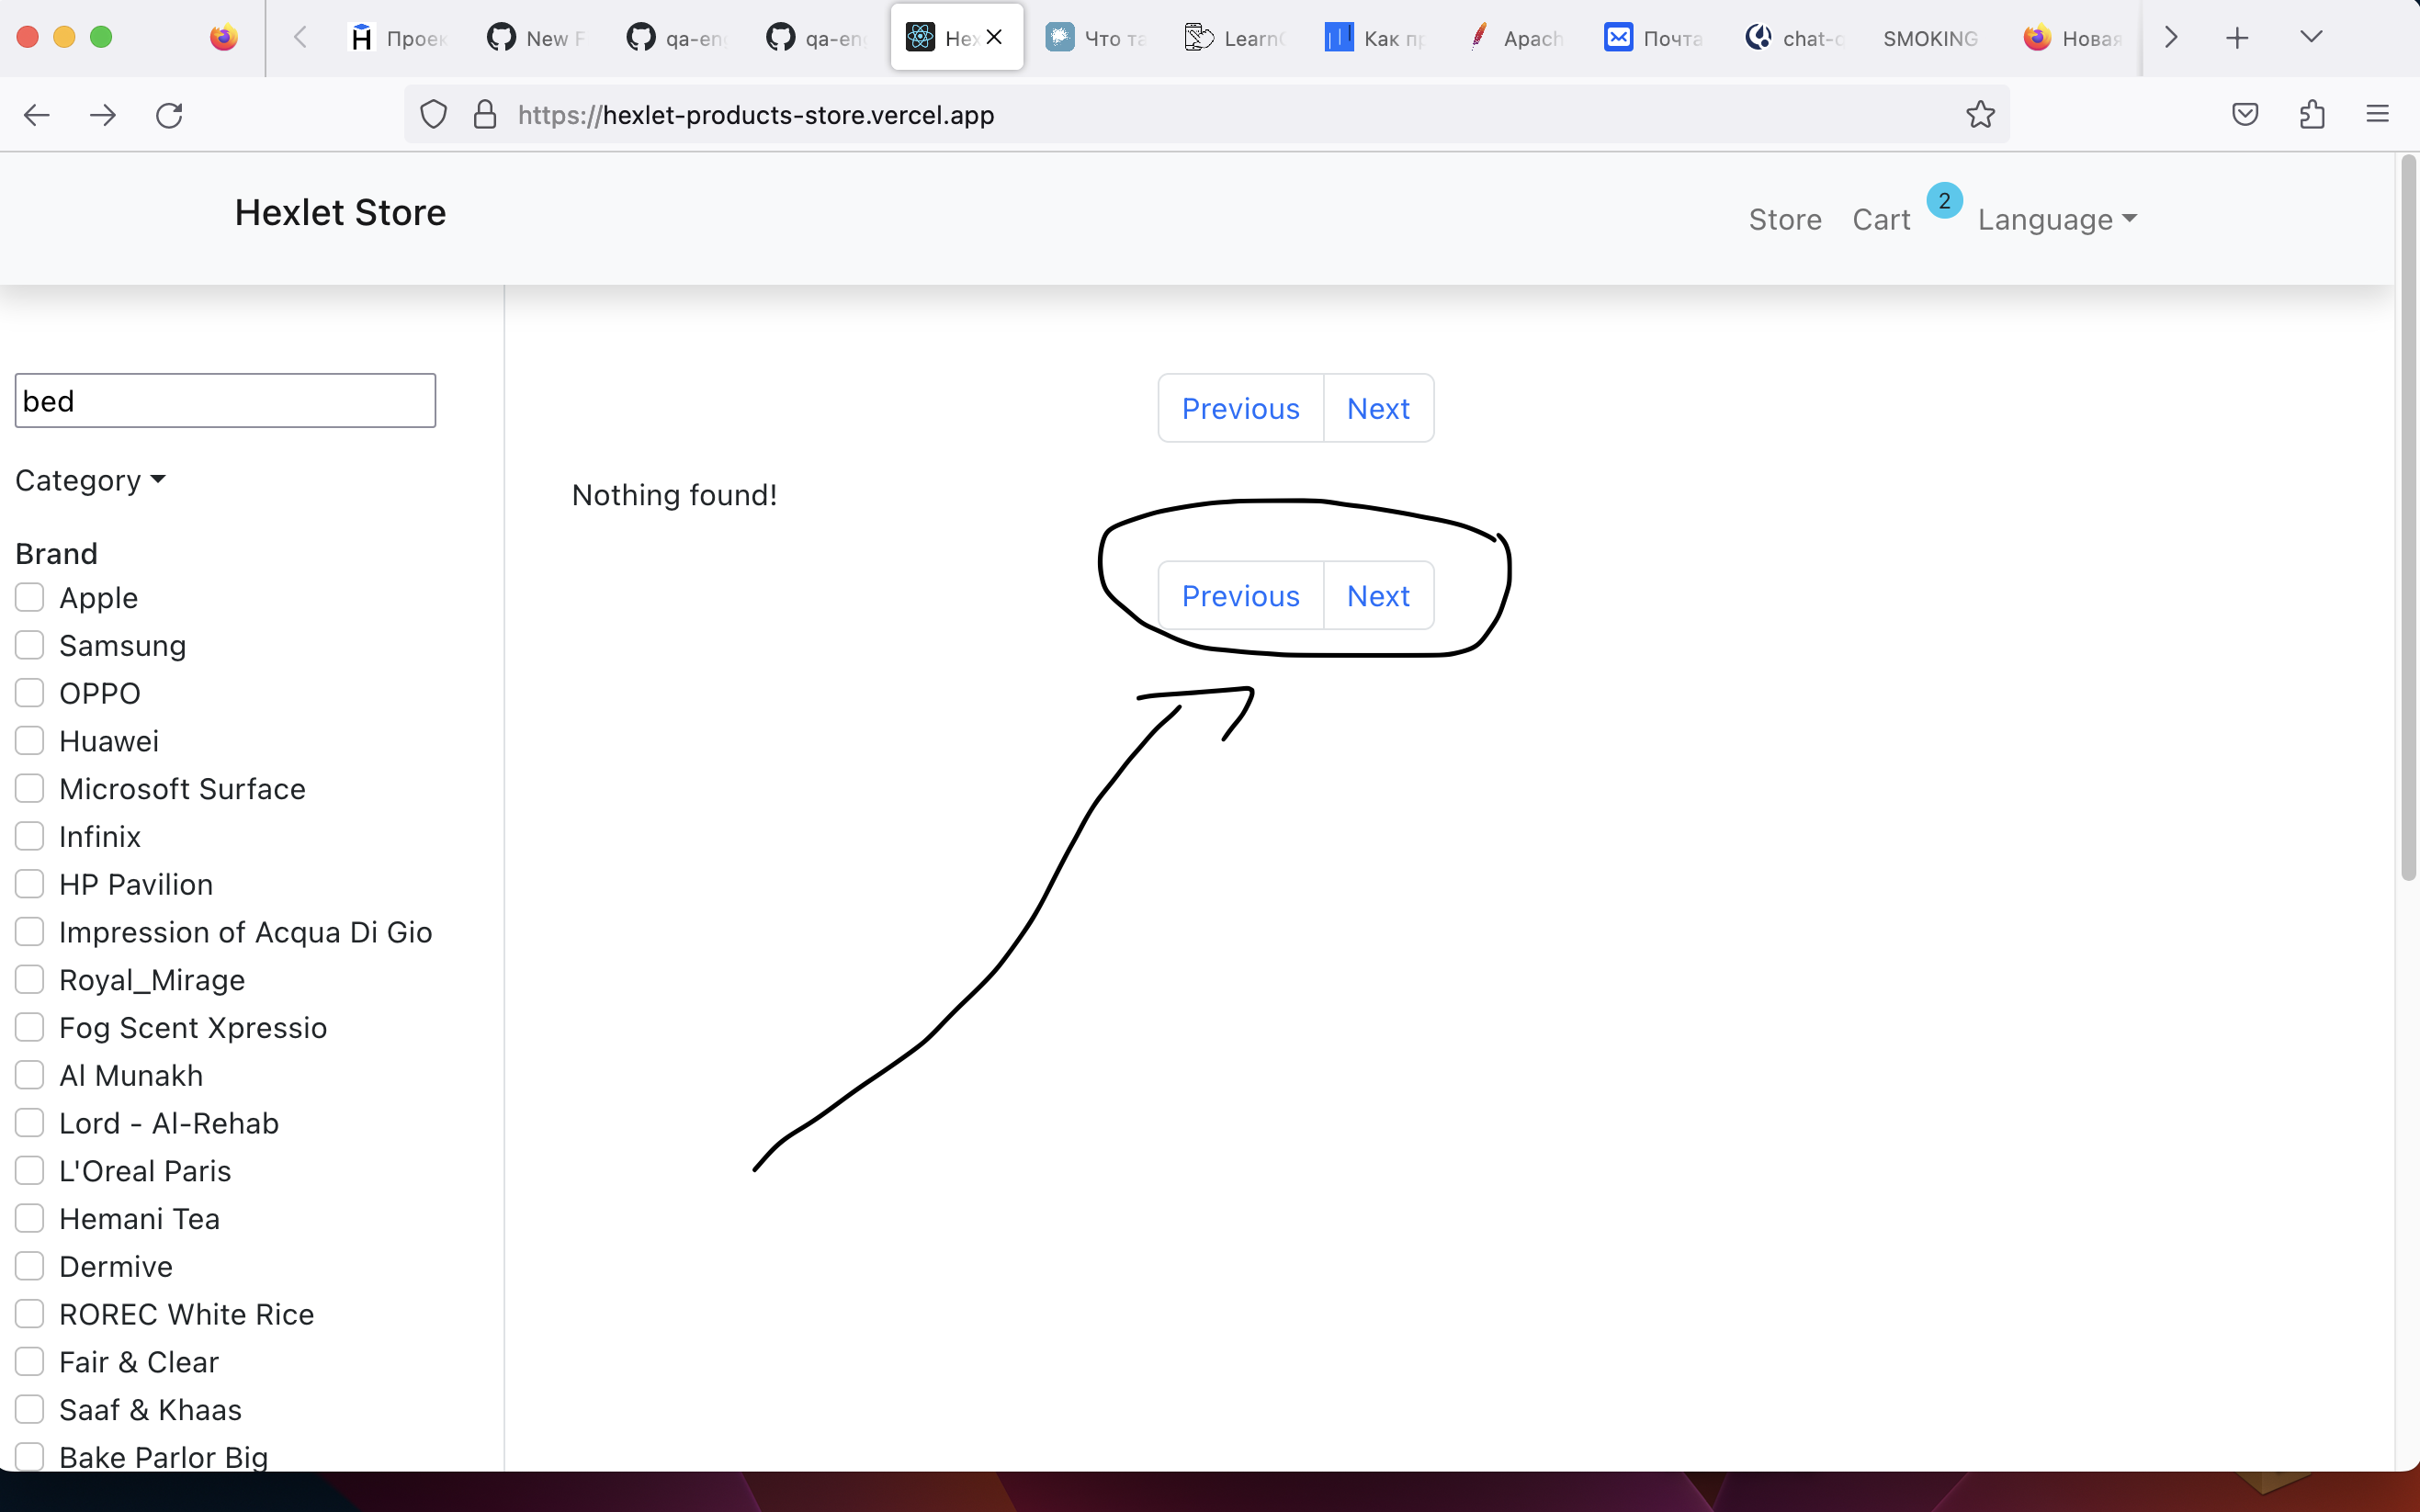 Проек
New F
qa-en
qa-en
Hex
Что та
Learn
Как пр
Apach
Почта
chat-
SMOKING
Новая
https://hexlet-products-store.vercel.app
Hexlet Store
Store
Cart
2
Language
bed
Category
Brand
Apple
Samsung
OPPO
Huawei
Microsoft Surface
Infinix
HP Pavilion
Impression of Acqua Di Gio
Royal_Mirage
Fog Scent Xpressio
Al Munakh
Lord - Al-Rehab
L'Oreal Paris
Hemani Tea
Dermive
ROREC White Rice
Fair & Clear
Saaf & Khaas
Bake Parlor Big
Previous Next
Nothing found!
Previous Next